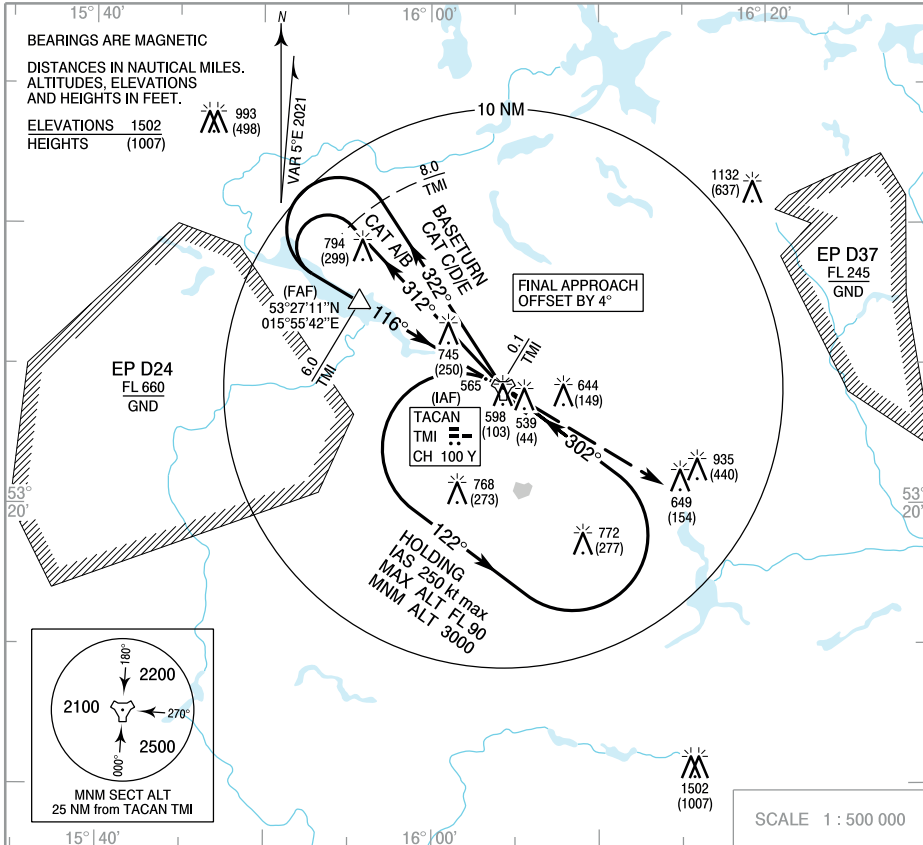 15°40'
16°00'
16°20'
BEARINGS ARE MAGNETIC
DISTANCES IN NAUTICAL MILES.
ALTITUDES, ELEVATIONS
AND HEIGHTS IN FEET.
ELEVATIONS 1502
HEIGHTS (1007)
993
(498)
N
VAR 5°E 2021
10 NM
8.0
TMI
1132
(637)
CAT A/B
BASETURN
CAT C/D/E
794
(299)
312°
322°
EP D37
FL 245
GND
FINAL APPROACH
OFFSET BY 4°
(FAF)
53°27'11''N
015°55'42''E
116°
6.0
TMI
745
(250)
0.1
TMI
EP D24
FL 660
GND
565
(IAF)
598
(103)
539
(44)
644
(149)
TACAN
TMI
CH 100 Y
302°
935
(440)
649
(154)
768
(273)
772
(277)
53°
20'
53°
20'
122°
HOLDING
IAS 250 kt max
MAX ALT FL 90
MNM ALT 3000
180°
2200
2100
270°
2500
000°
MNM SECT ALT
25 NM from TACAN TMI
1502
(1007)
SCALE 1 : 500 000
15°40'
16°00'